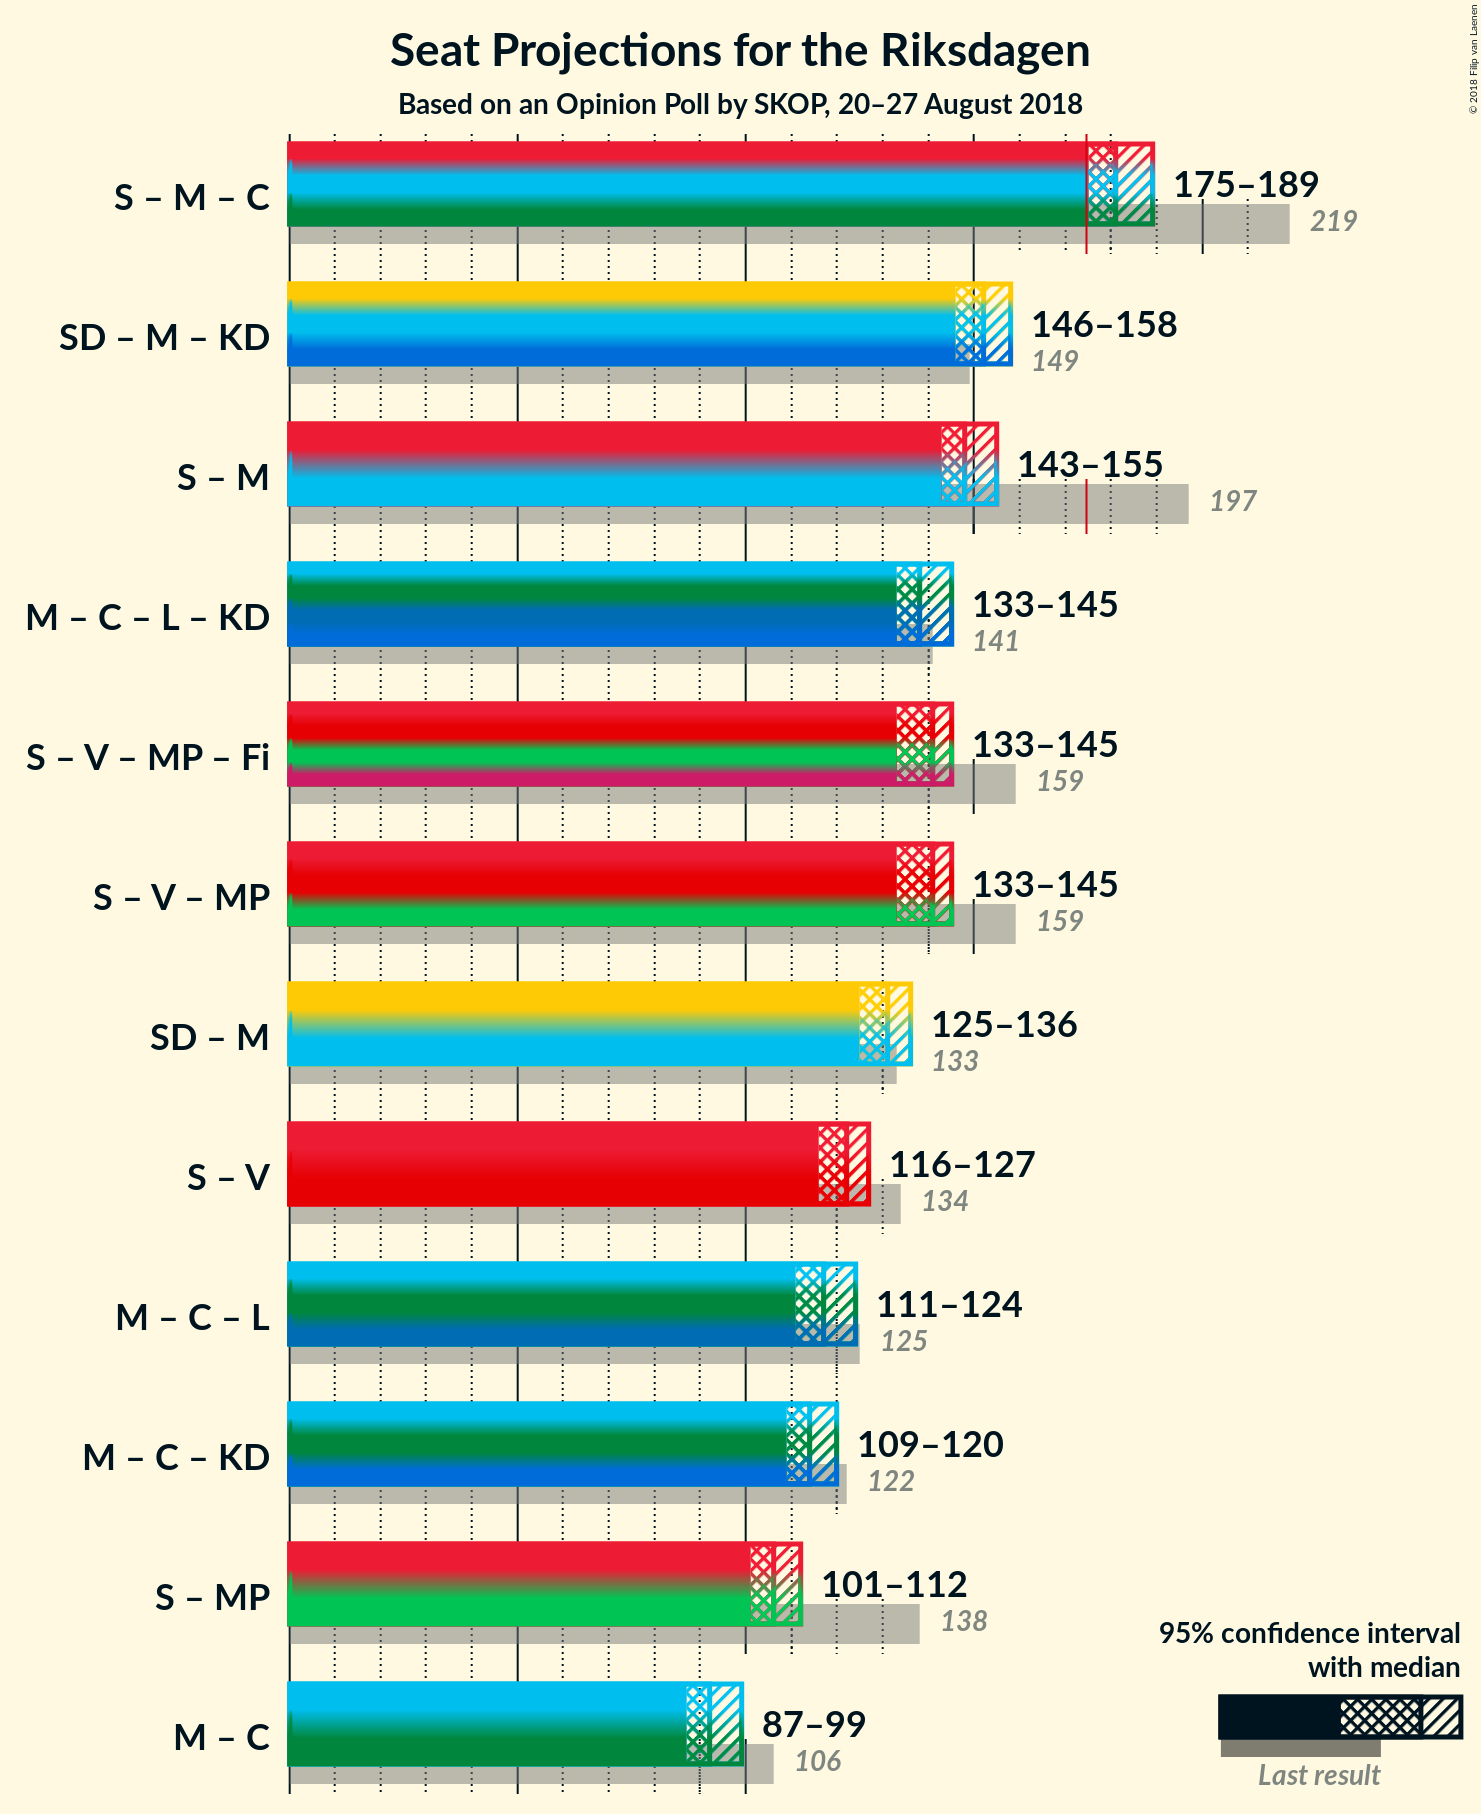 Seat Projections for the Riksdagen
Based on an Opinion Poll by SKOP, 20–27 August 2018
© 2018 Filip van Laenen
S – M – C
175–189
219
SD – M – KD
146–158
149
S – M
143–155
197
M – C – L – KD
133–145
141
S – V – MP – Fi
133–145
159
S – V – MP
133–145
159
SD – M
125–136
133
S – V
116–127
134
M – C – L
111–124
125
M – C – KD
109–120
122
S – MP
101–112
138
M – C
87–99
106
95% confidence interval
with median
Last result